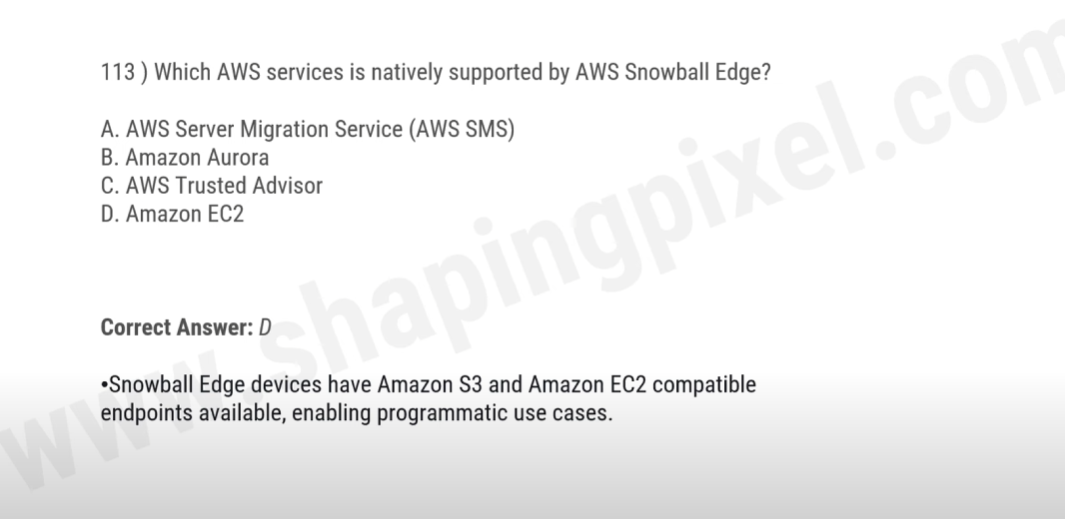 113 ) Which AWS services is natively supported by AWS Snowball Edge?
A. AWS Server Migration Service (AWS SMS)
B. Amazon Aurora
C. AWS Trusted Advisor
D. Amazon EC2
Correct Answer: D
•Snowball Edge devices have Amazon S3 and Amazon EC2 compatible
endpoints available, enabling programmatic use cases.
www.shapingpixel.com